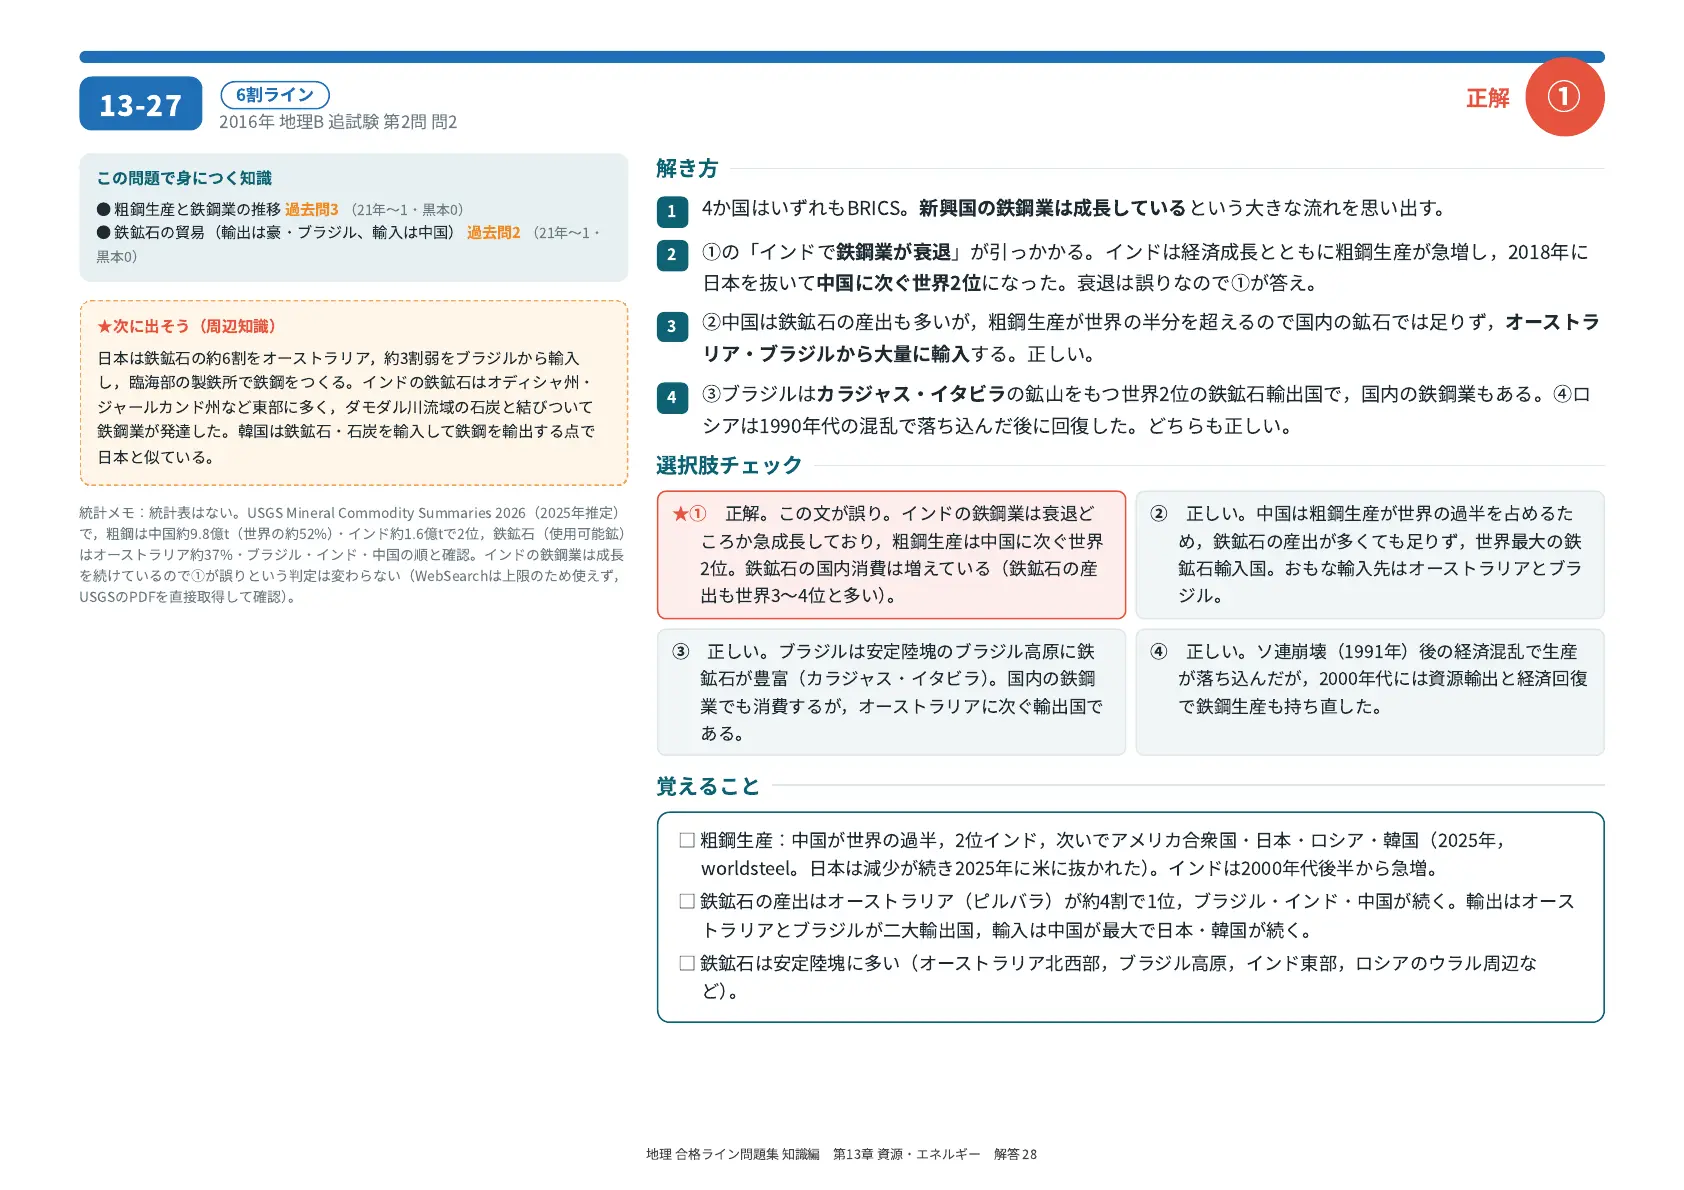 13-27
6割ライン
2016年 地理B 追試験 第2問 問2
正解 ①
この問題で身につく知識
● 粗鋼生産と鉄鋼業の推移 過去問3 （21年〜1・黒本0）
● 鉄鉱石の貿易（輸出は豪・ブラジル、輸入は中国） 過去問2 （21年〜1・
黒本0）
★次に出そう（周辺知識）
日本は鉄鉱石の約6割をオーストラリア，約3割弱をブラジルから輸入
し，臨海部の製鉄所で鉄鋼をつくる。インドの鉄鉱石はオディシャ州・
ジャールカンド州など東部に多く，ダモダル川流域の石炭と結びついて
鉄鋼業が発達した。韓国は鉄鉱石・石炭を輸入して鉄鋼を輸出する点で
日本と似ている。
統計メモ：統計表はない。USGS Mineral Commodity Summaries 2026（2025年推定）
で，粗鋼は中国約9.8億t（世界の約52%）・インド約1.6億tで2位，鉄鉱石（使用可能鉱）
はオーストラリア約37%・ブラジル・インド・中国の順と確認。インドの鉄鋼業は成長
を続けているので①が誤りという判定は変わらない（WebSearchは上限のため使えず，
USGSのPDFを直接取得して確認）。
解き方
1 4か国はいずれもBRICS。新興国の鉄鋼業は成長しているという大きな流れを思い出す。
2 ①の「インドで鉄鋼業が衰退」が引っかかる。インドは経済成長とともに粗鋼生産が急増し，2018年に
日本を抜いて中国に次ぐ世界2位になった。衰退は誤りなので①が答え。
3 ②中国は鉄鉱石の産出も多いが，粗鋼生産が世界の半分を超えるので国内の鉱石では足りず，オーストラ
リア・ブラジルから大量に輸入する。正しい。
4 ③ブラジルはカラジャス・イタビラの鉱山をもつ世界2位の鉄鉱石輸出国で，国内の鉄鋼業もある。④ロ
シアは1990年代の混乱で落ち込んだ後に回復した。どちらも正しい。
選択肢チェック
★① 正解。この文が誤り。インドの鉄鋼業は衰退ど
ころか急成長しており，粗鋼生産は中国に次ぐ世界
2位。鉄鉱石の国内消費は増えている（鉄鉱石の産
出も世界3〜4位と多い）。
② 正しい。中国は粗鋼生産が世界の過半を占めるた
め，鉄鉱石の産出が多くても足りず，世界最大の鉄
鉱石輸入国。おもな輸入先はオーストラリアとブラ
ジル。
③ 正しい。ブラジルは安定陸塊のブラジル高原に鉄
鉱石が豊富（カラジャス・イタビラ）。国内の鉄鋼
業でも消費するが，オーストラリアに次ぐ輸出国で
ある。
④ 正しい。ソ連崩壊（1991年）後の経済混乱で生産
が落ち込んだが，2000年代には資源輸出と経済回復
で鉄鋼生産も持ち直した。
覚えること
□ 粗鋼生産：中国が世界の過半，2位インド，次いでアメリカ合衆国・日本・ロシア・韓国（2025年，
worldsteel。日本は減少が続き2025年に米に抜かれた）。インドは2000年代後半から急増。
□ 鉄鉱石の産出はオーストラリア（ピルバラ）が約4割で1位，ブラジル・インド・中国が続く。輸出はオース
トラリアとブラジルが二大輸出国，輸入は中国が最大で日本・韓国が続く。
□ 鉄鉱石は安定陸塊に多い（オーストラリア北西部，ブラジル高原，インド東部，ロシアのウラル周辺な
ど）。
地理 合格ライン問題集 知識編 第13章 資源・エネルギー 解答 28